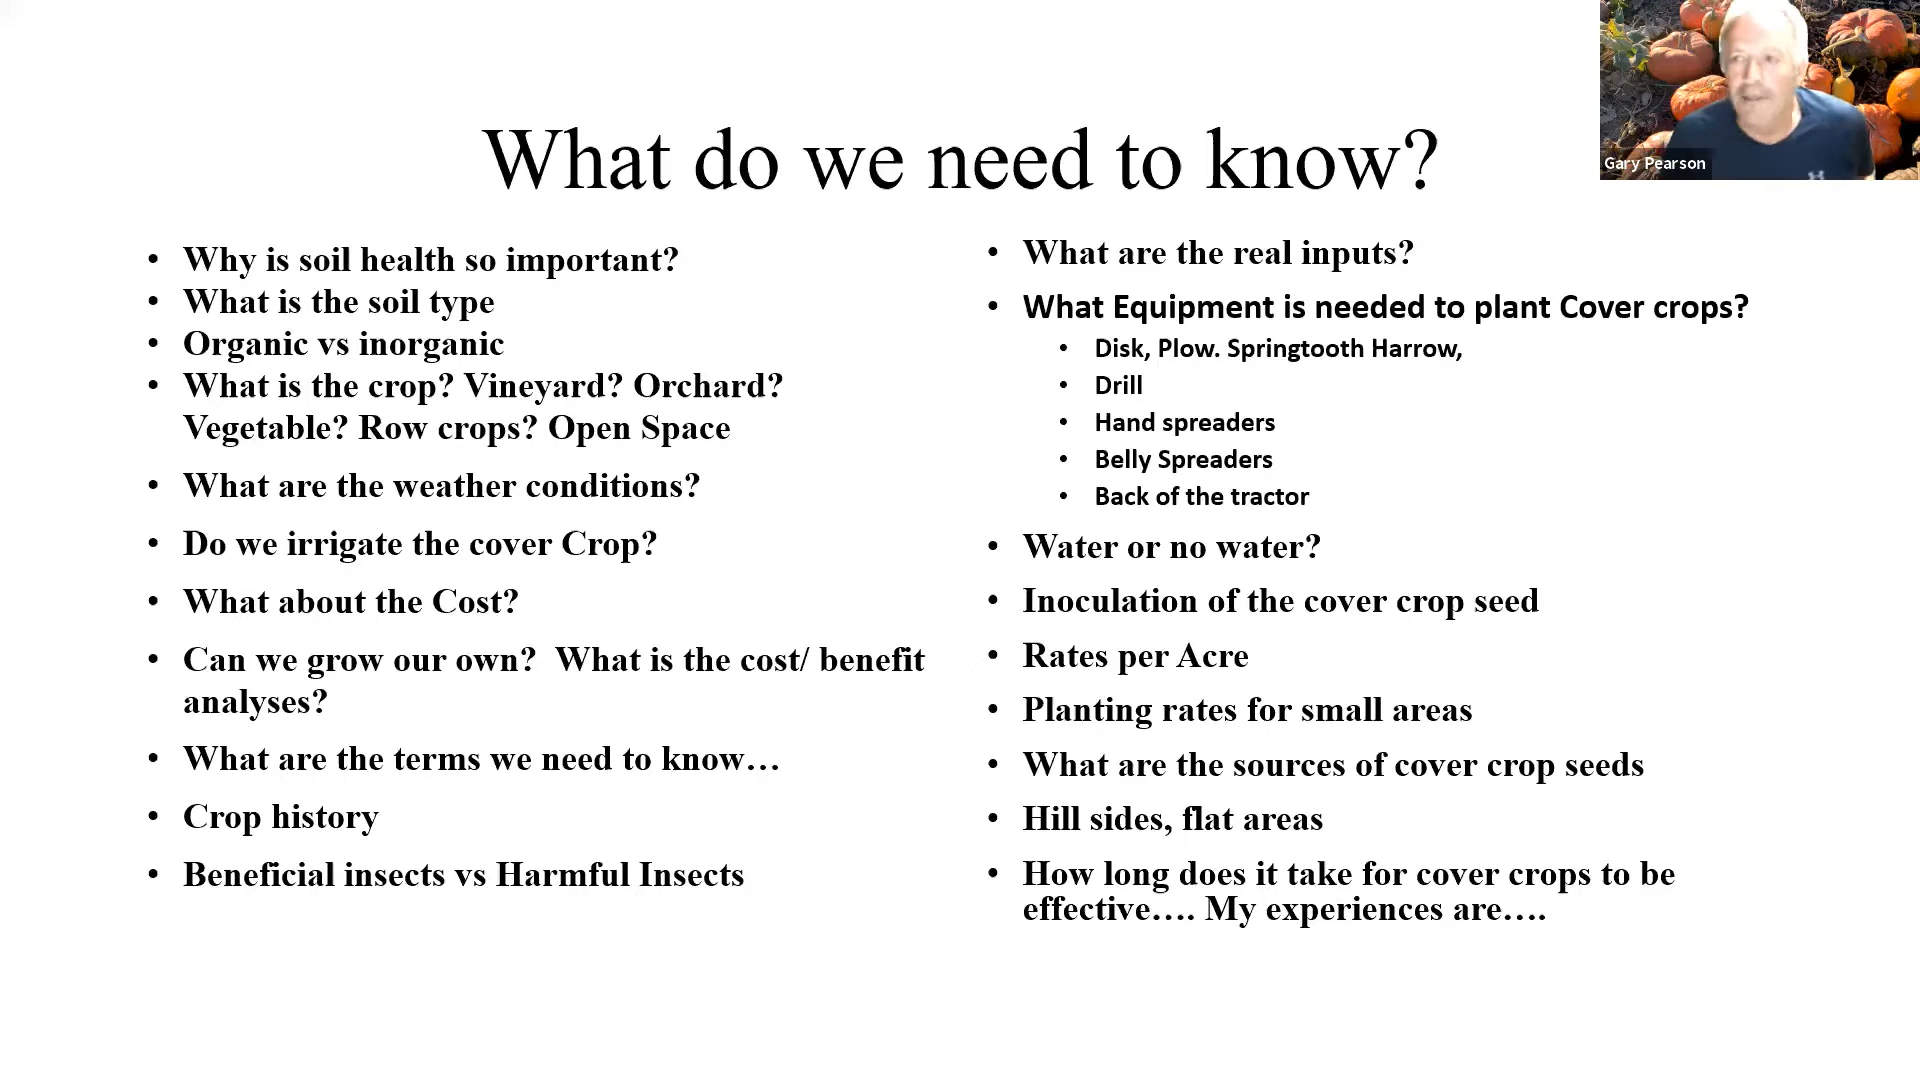 What do we need to know?
• Why is soil health so important?
• What is the soil type
• Organic vs inorganic
• What is the crop? Vineyard? Orchard?
Vegetable? Row crops? Open Space
• What are the weather conditions?
• Do we irrigate the cover Crop?
• What about the Cost?
• Can we grow our own?  What is the cost/ benefit
analyses?
• What are the terms we need to know…
• Crop history
• Beneficial insects vs Harmful Insects
• What are the real inputs?
• What Equipment is needed to plant Cover crops?
• Disk, Plow. Springtooth Harrow,
• Drill
• Hand spreaders
• Belly Spreaders
• Back of the tractor
• Water or no water?
• Inoculation of the cover crop seed
• Rates per Acre
• Planting rates for small areas
• What are the sources of cover crop seeds
• Hill sides, flat areas
• How long does it take for cover crops to be
effective…. My experiences are….
Gary Pearson